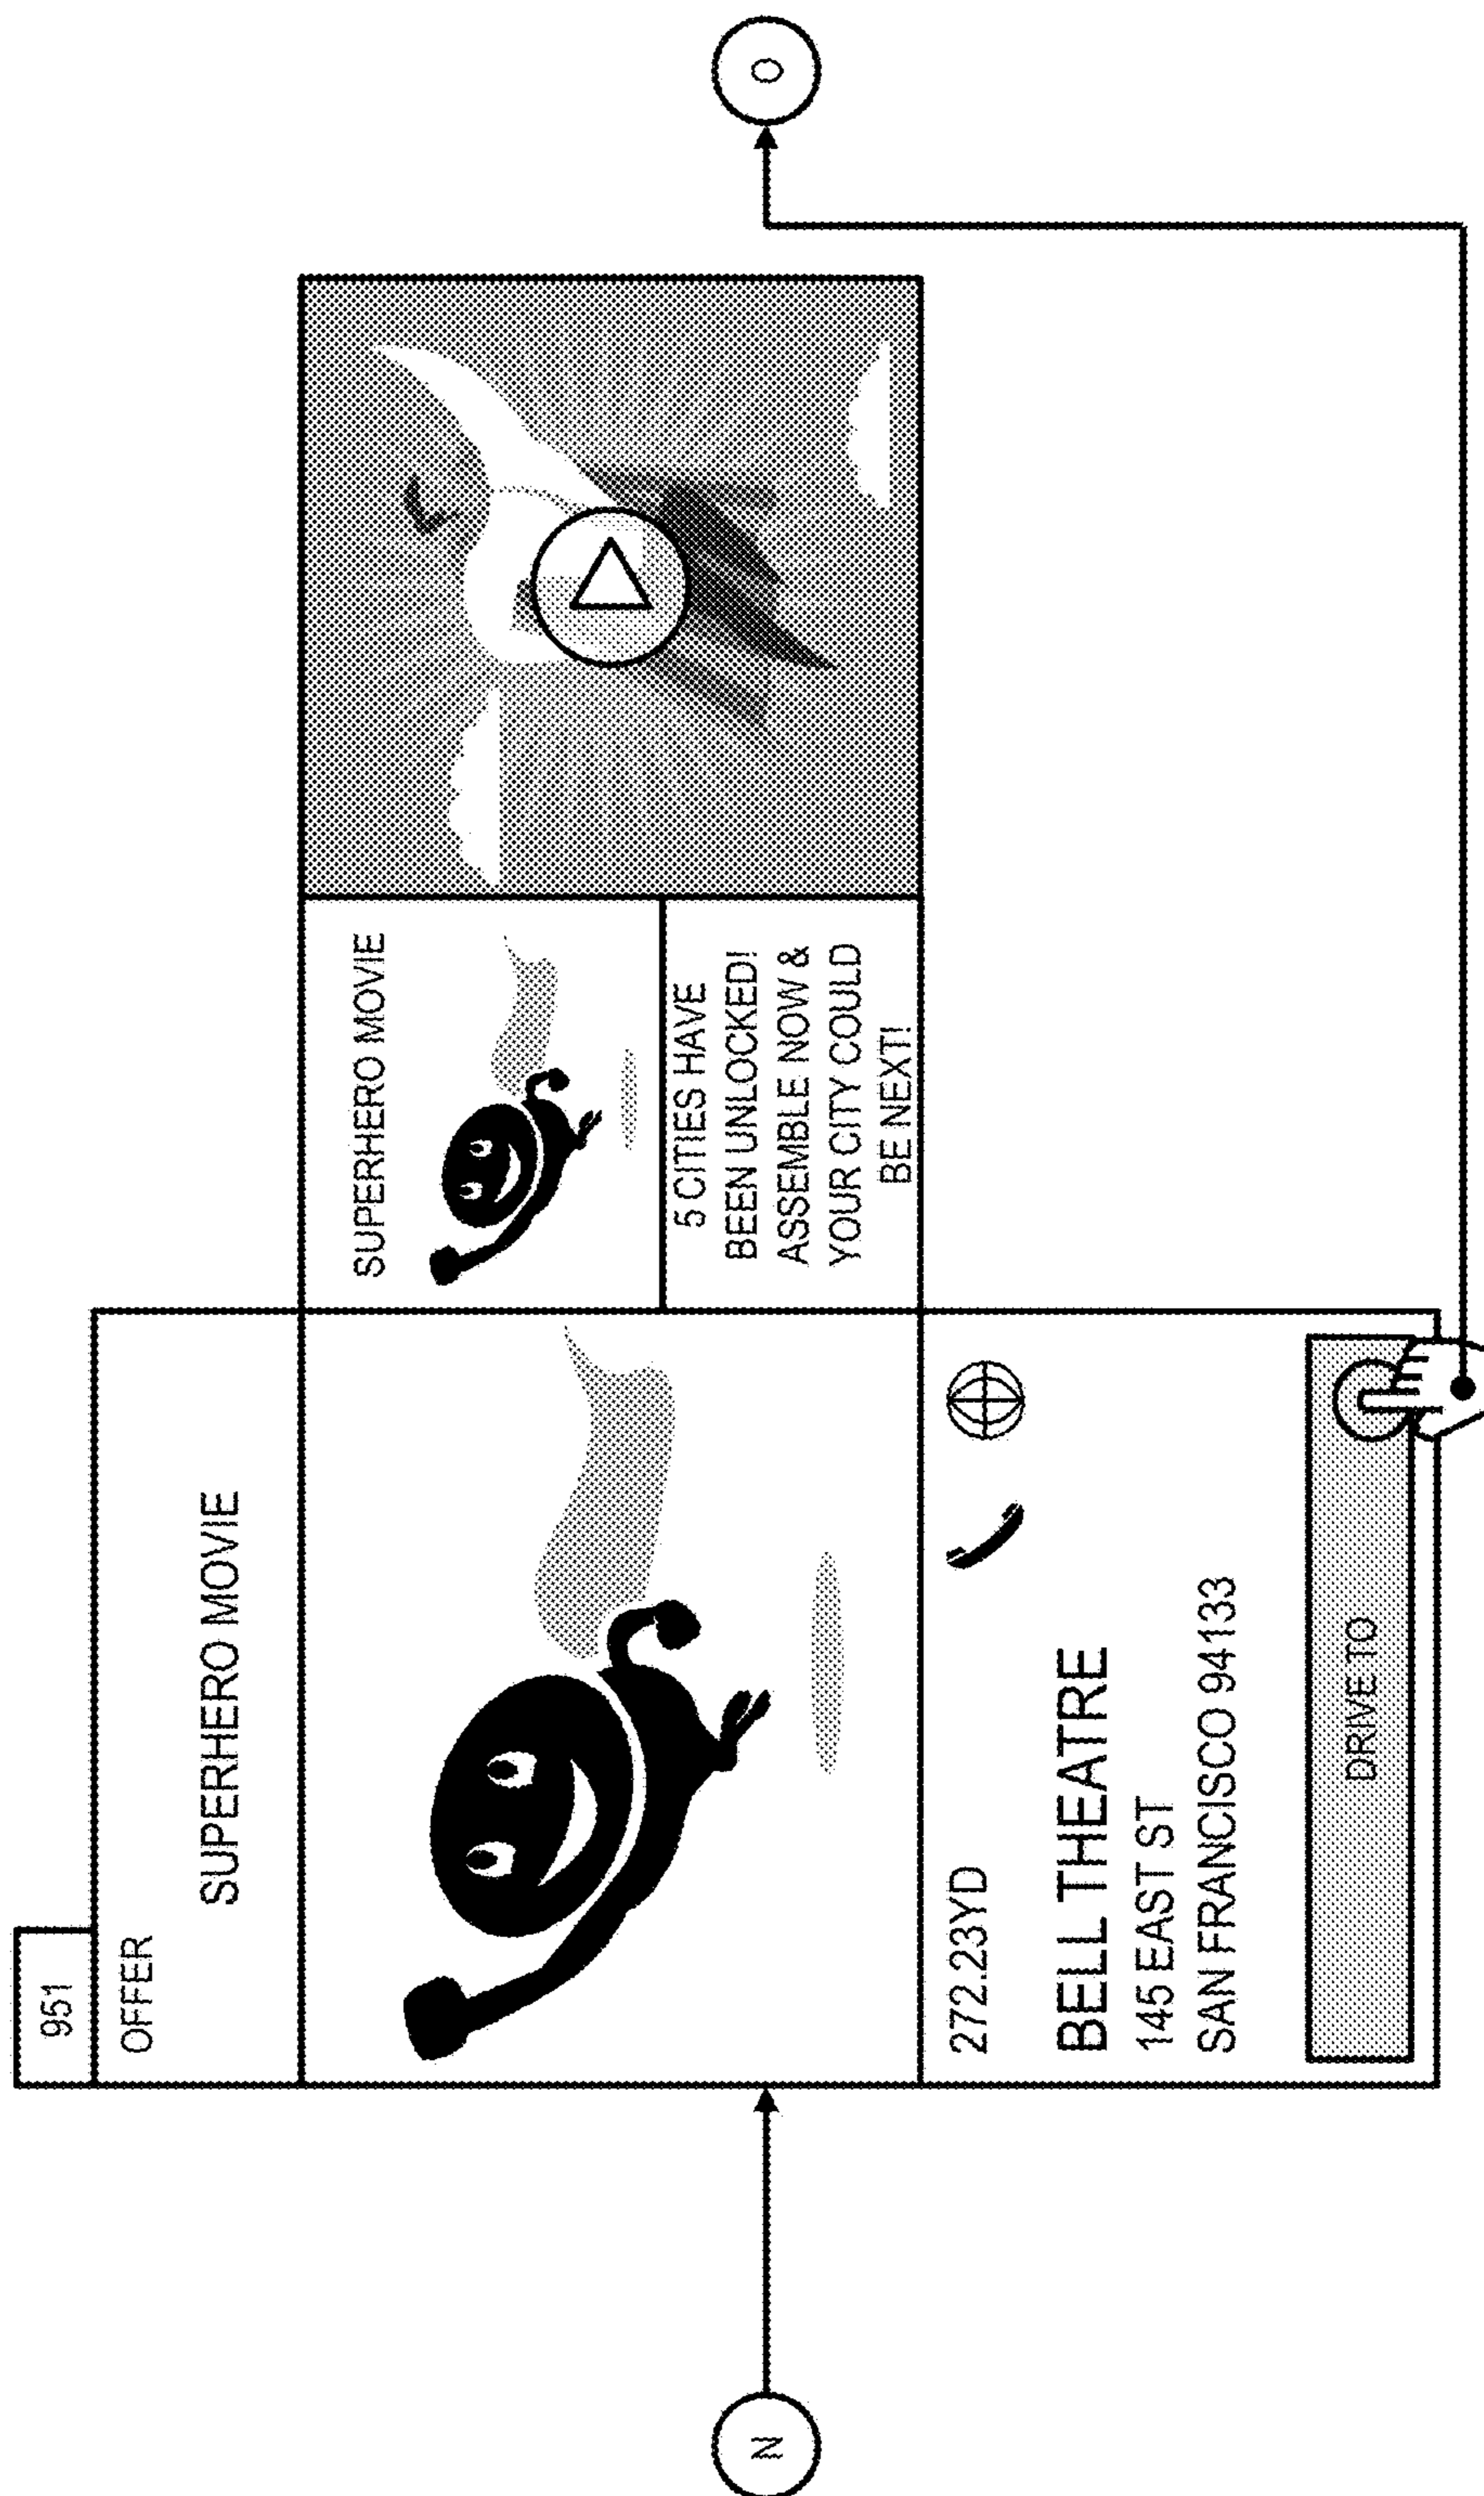 951
OFFER
SUPERHERO MOVIE
SUPERHERO MOVIE
5 CITIES HAVE
BEEN UNLOCKED!
ASSEMBLE NOW &
YOUR CITY COULD
BE NEXT!
N
O
272.23YD
BELL THEATRE
145 EAST ST
SAN FRANCISCO 94133
DRIVE TO